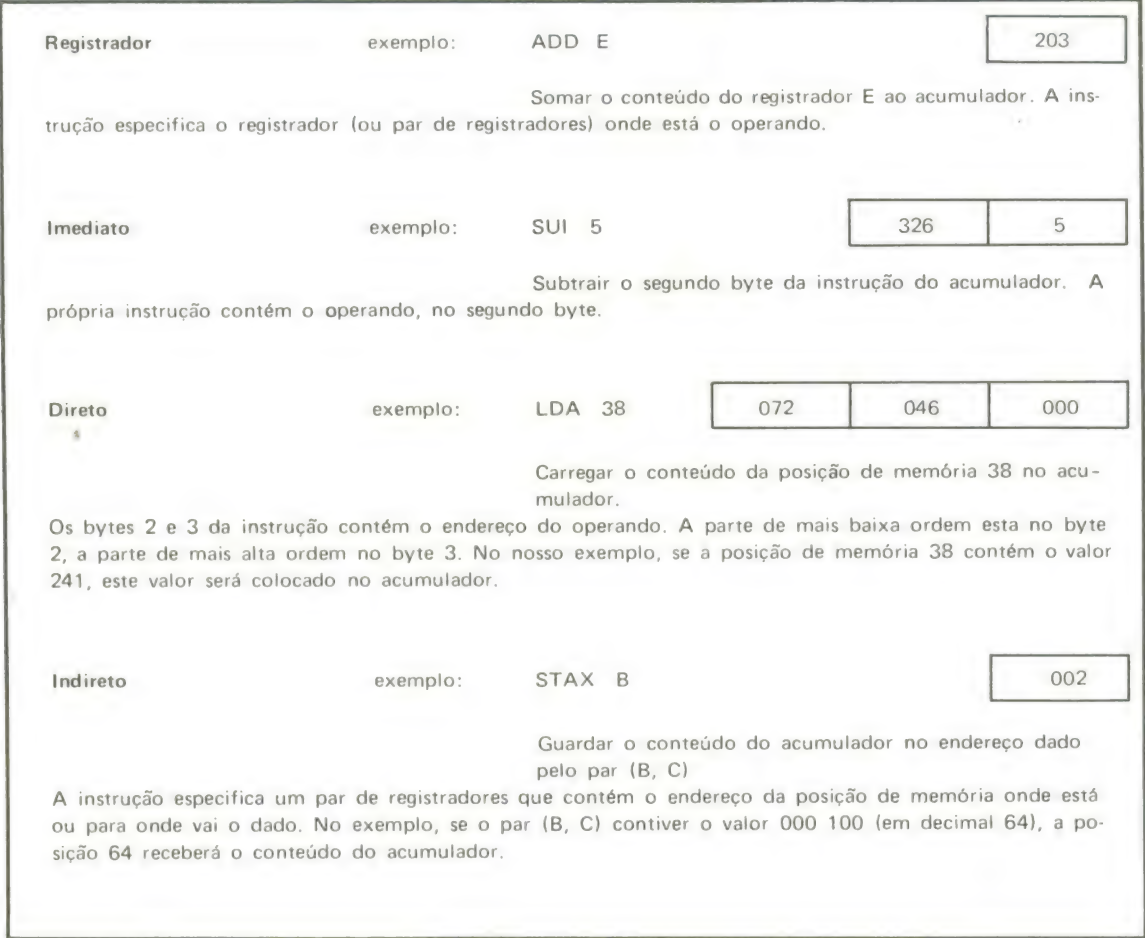 Registrador exemplo: ADD E 203
Somar o conteúdo do registrador E ao acumulador. A ins-
trução especifica o registrador (ou par de registradores) onde está o operando.
Imediato exemplo: SUI 5 326 5
Subtrair o segundo byte da instrução do acumulador. A
própria instrução contém o operando, no segundo byte.
Direto exemplo: LDA 38 072 046 000
Carregar o conteúdo da posição de memória 38 no acu-
mulador.
Os bytes 2 e 3 da instrução contém o endereço do operando. A parte de mais baixa ordem esta no byte
2, a parte de mais alta ordem no byte 3. No nosso exemplo, se a posição de memória 38 contém o valor
241, este valor será colocado no acumulador.
Indireto exemplo: STAX B 002
Guardar o conteúdo do acumulador no endereço dado
pelo par (B, C)
A instrução especifica um par de registradores que contém o endereço da posição de memória onde está
ou para onde vai o dado. No exemplo, se o par (B, C) contiver o valor 000 100 (em decimal 64), a po-
sição 64 receberá o conteúdo do acumulador.